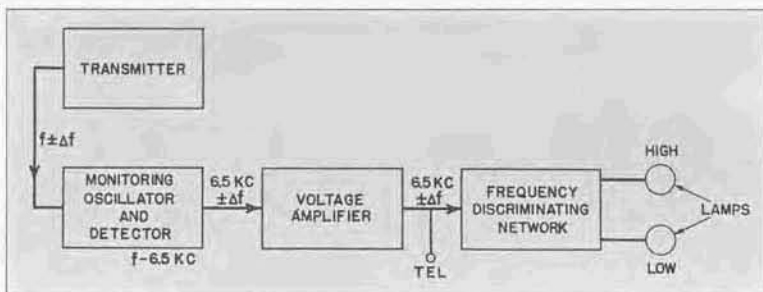 TRANSMITTER
f±Δf
MONITORING
OSCILLATOR
AND
DETECTOR
f-6.5 KC
6.5 KC
±Δf
VOLTAGE
AMPLIFIER
6.5 KC
±Δf
TEL
FREQUENCY
DISCRIMINATING
NETWORK
HIGH
LAMPS
LOW